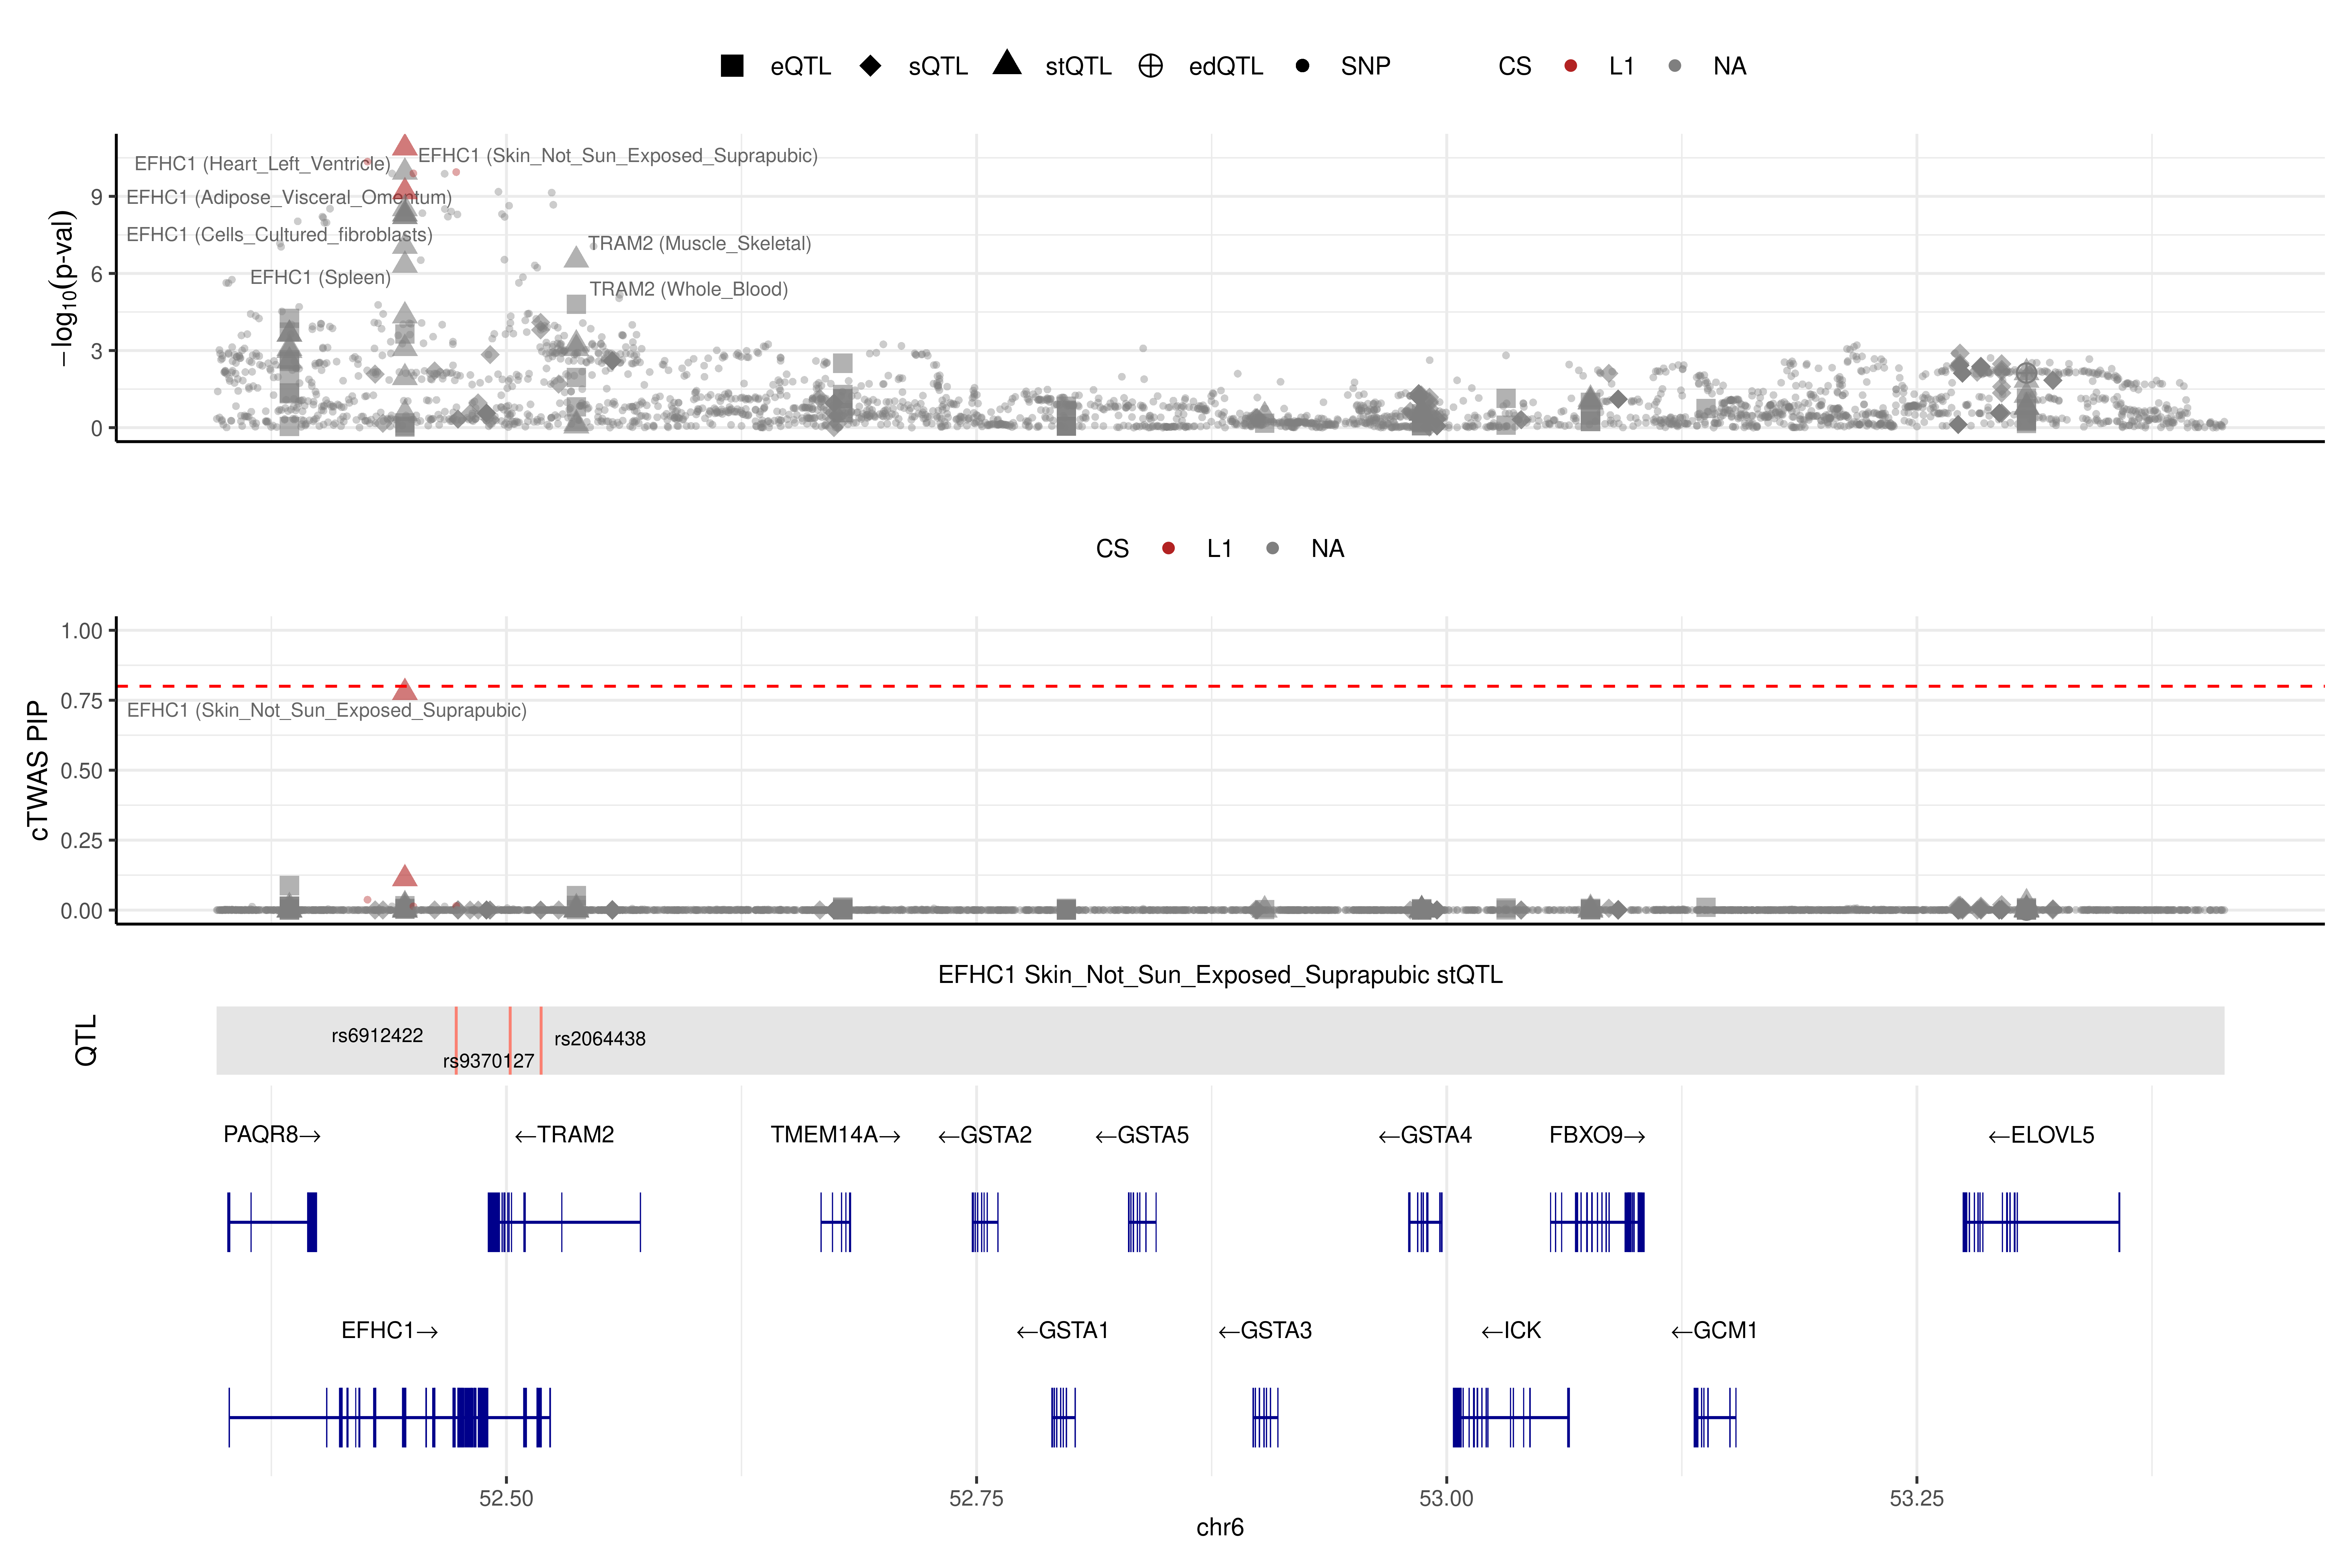 eQTL sQTL stQTL edQTL SNP CS L1 NA
EFHC1 (Skin_Not_Sun_Exposed_Suprapubic)
EFHC1 (Heart_Left_Ventricle)
EFHC1 (Adipose_Visceral_Omentum)
EFHC1 (Cells_Cultured_fibroblasts)
TRAM2 (Muscle_Skeletal)
EFHC1 (Spleen)
TRAM2 (Whole_Blood)
9
6
3
0
−log10(p-val)
CS L1 NA
1.00
0.75
0.50
0.25
0.00
cTWAS PIP
EFHC1 (Skin_Not_Sun_Exposed_Suprapubic)
EFHC1 Skin_Not_Sun_Exposed_Suprapubic stQTL
QTL
rs6912422
rs2064438
rs9370127
PAQR8→ ←TRAM2 TMEM14A→ ←GSTA2 ←GSTA5 ←GSTA4 FBXO9→ ←ELOVL5
EFHC1→ ←GSTA1 ←GSTA3 ←ICK ←GCM1
52.50 52.75 53.00 53.25
chr6